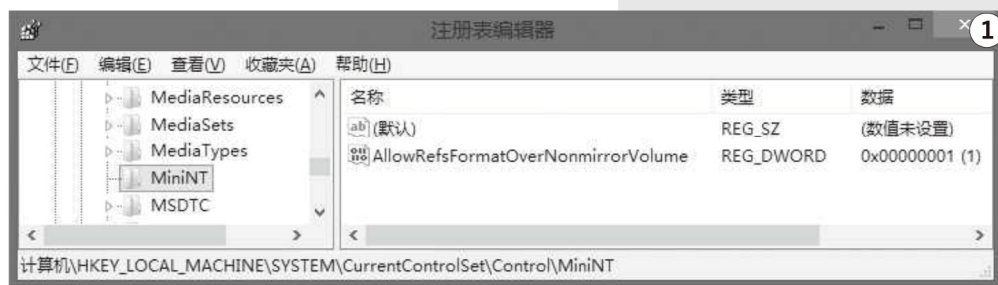 注册表编辑器
①
文件(F) 编辑(E) 查看(V) 收藏夹(A) 帮助(H)
MediaResources
MediaSets
MediaTypes
MiniNT
MSDTC
名称 类型 数据
ab (默认) REG_SZ (数值未设置)
AllowRefsFormatOverNonmirrorVolume REG_DWORD 0x00000001 (1)
计算机\HKEY_LOCAL_MACHINE\SYSTEM\CurrentControlSet\Control\MiniNT